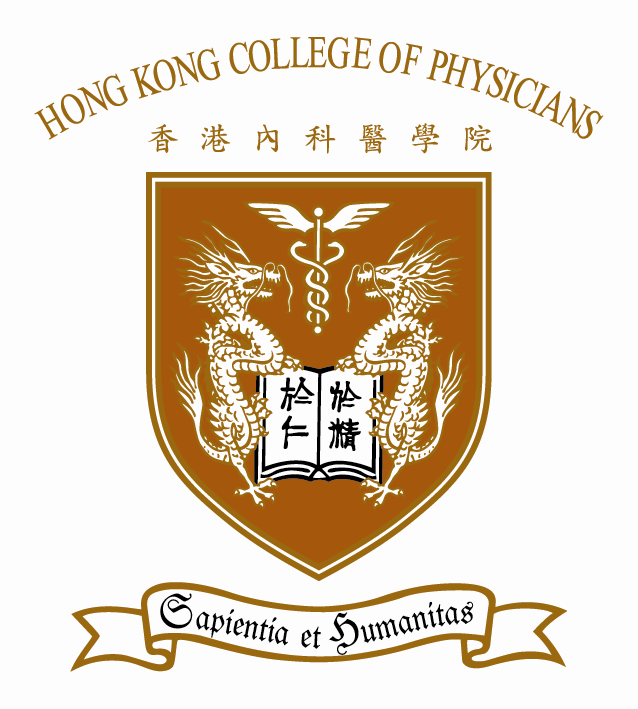 HONG KONG COLLEGE OF PHYSICIANS
香港內科醫學院
於精
於仁
Sapientia et Humanitas